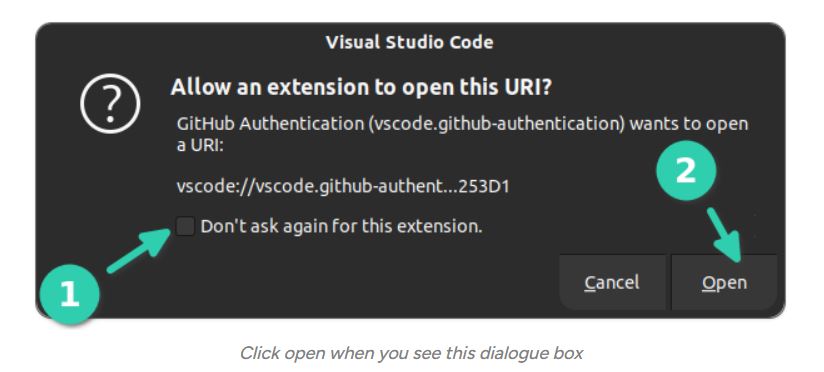 Visual Studio Code
Allow an extension to open this URI?
GitHub Authentication (vscode.github-authentication) wants to open
a URI:
2
vscode://vscode.github-authent...253D1
Don't ask again for this extension.
1
Cancel
Open
Click open when you see this dialogue box